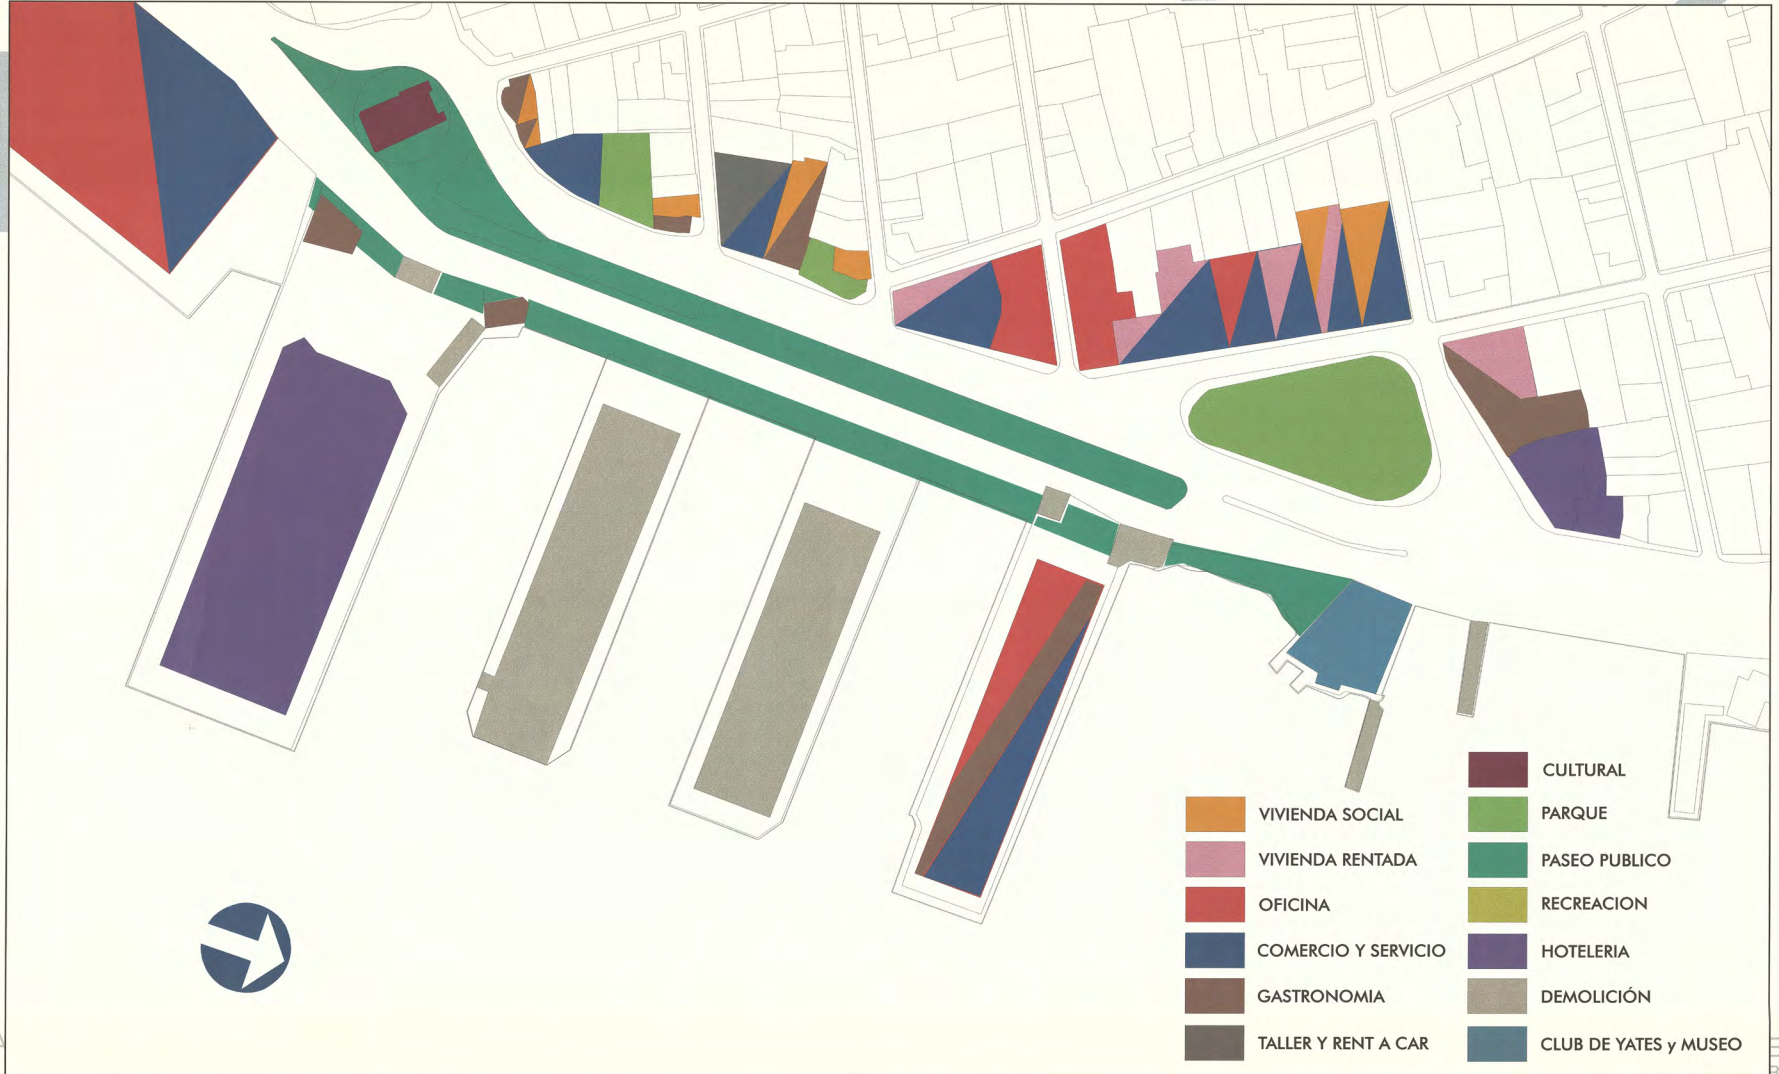 VIVIENDA SOCIAL
VIVIENDA RENTADA
OFICINA
COMERCIO Y SERVICIO
GASTRONOMIA
TALLER Y RENT A CAR
CULTURAL
PARQUE
PASEO PUBLICO
RECREACION
HOTELERIA
DEMOLICIÓN
CLUB DE YATES y MUSEO